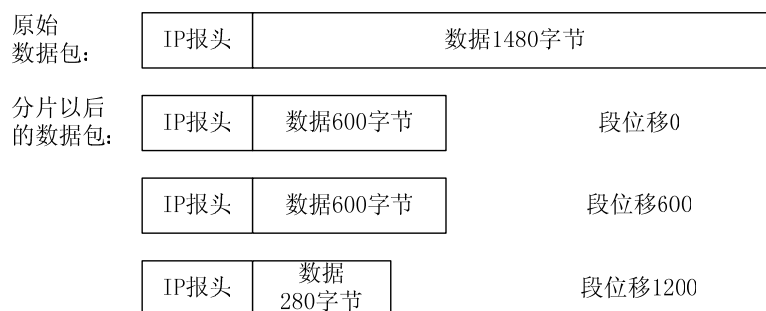 原始
数据包:
IP报头
数据1480字节
分片以后
的数据包:
IP报头
数据600字节
段位移0
IP报头
数据600字节
段位移600
IP报头
数据
280字节
段位移1200